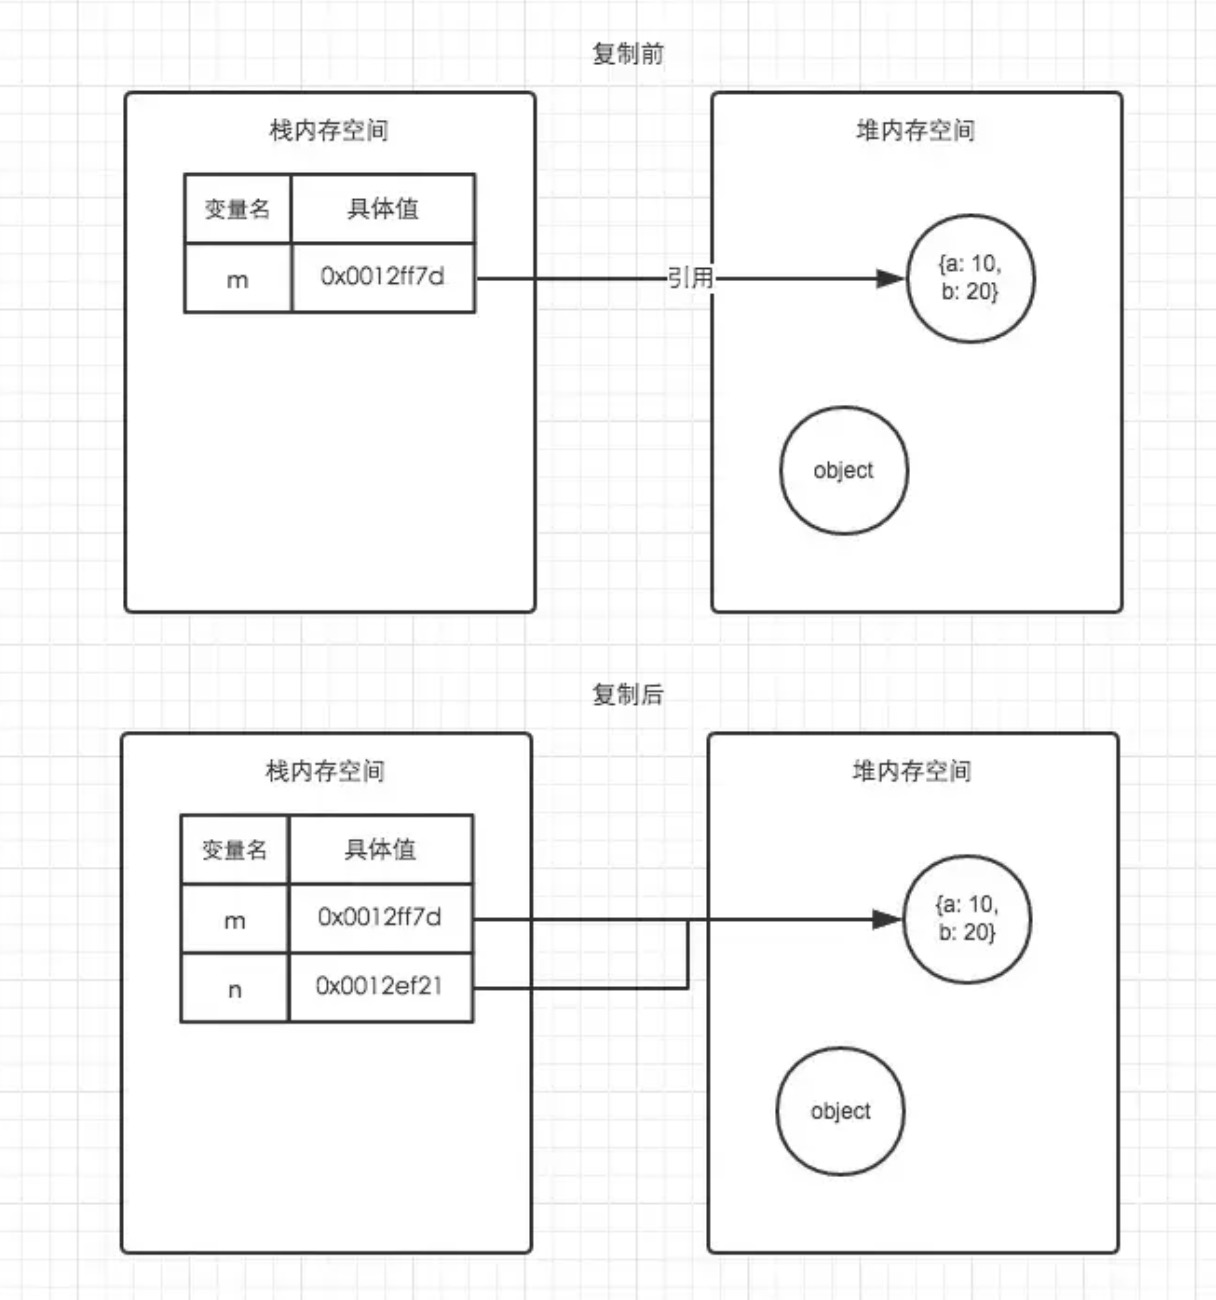 复制前
栈内存空间
变量名 具体值
m 0x0012ff7d
引用
堆内存空间
{a: 10,
b: 20}
object
复制后
栈内存空间
变量名 具体值
m 0x0012ff7d
n 0x0012ef21
堆内存空间
{a: 10,
b: 20}
object